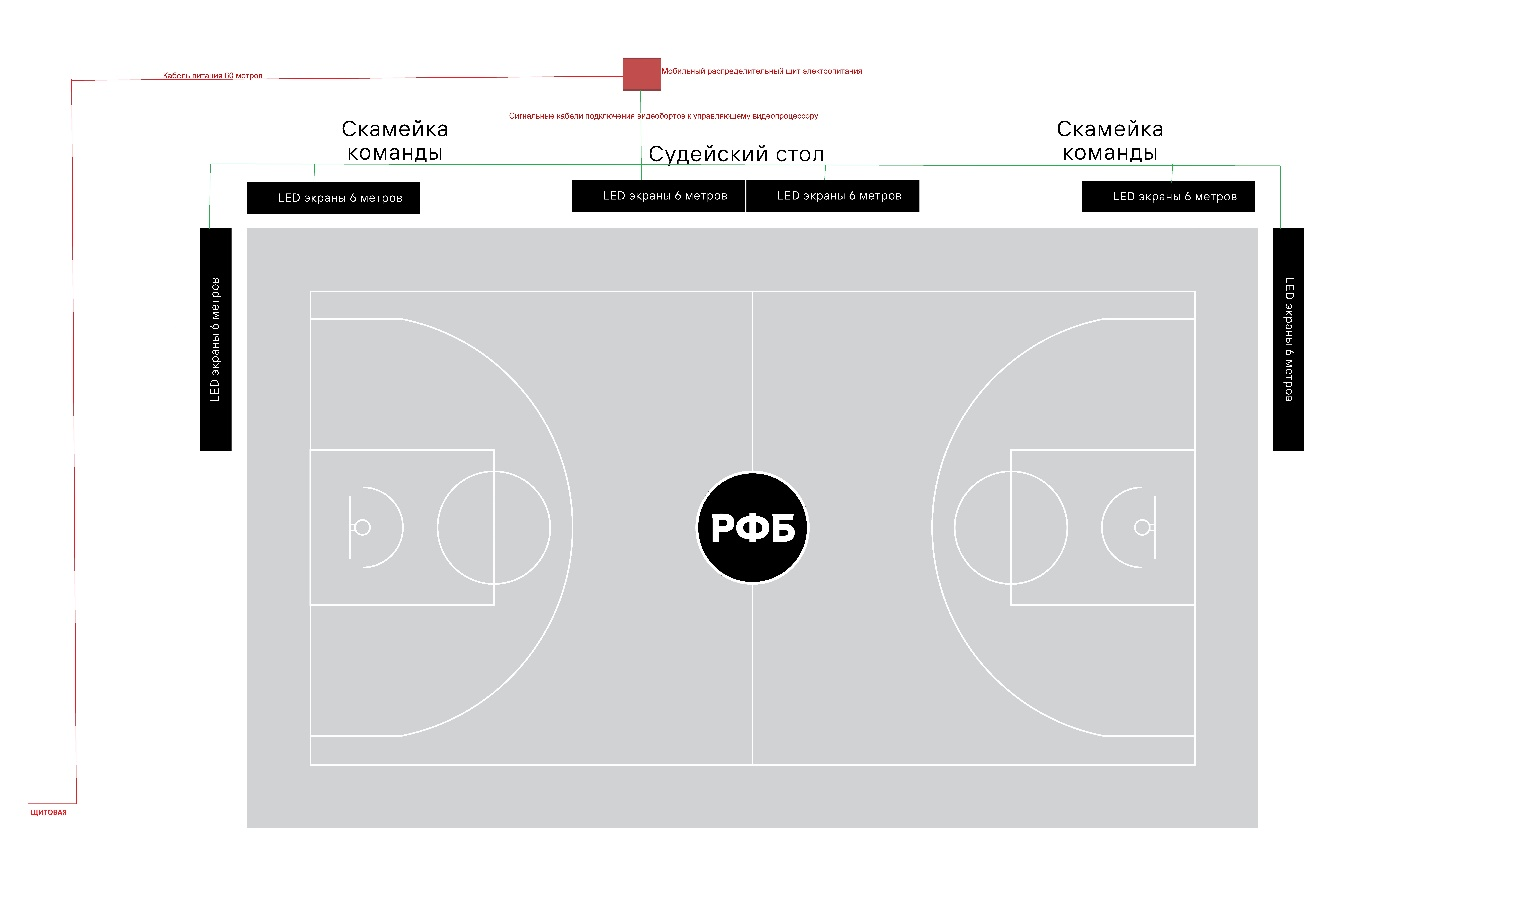 Кабель питания 60 метров
Мобильный распределительный щит электропитания
Сигнальные кабели подключения видеобортов к управляющему видеопроцессору
Скамейка
команды
Судейский стол
Скамейка
команды
LED экраны 6 метров
LED экраны 6 метров
LED экраны 6 метров
LED экраны 6 метров
LED экраны 6 метров
LED экраны 6 метров
РФБ
ЩИТОВАЯ